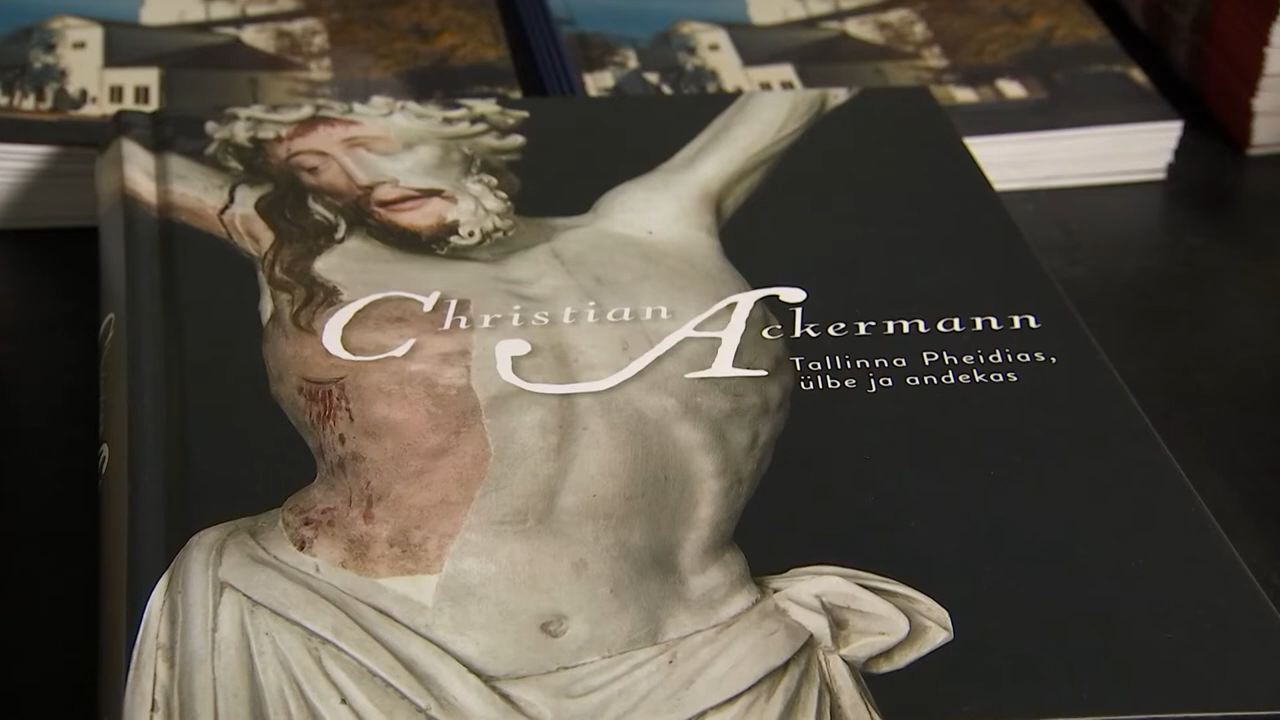 Christian Ackermann
Tallinna Pheidias,
ülbe ja andekas